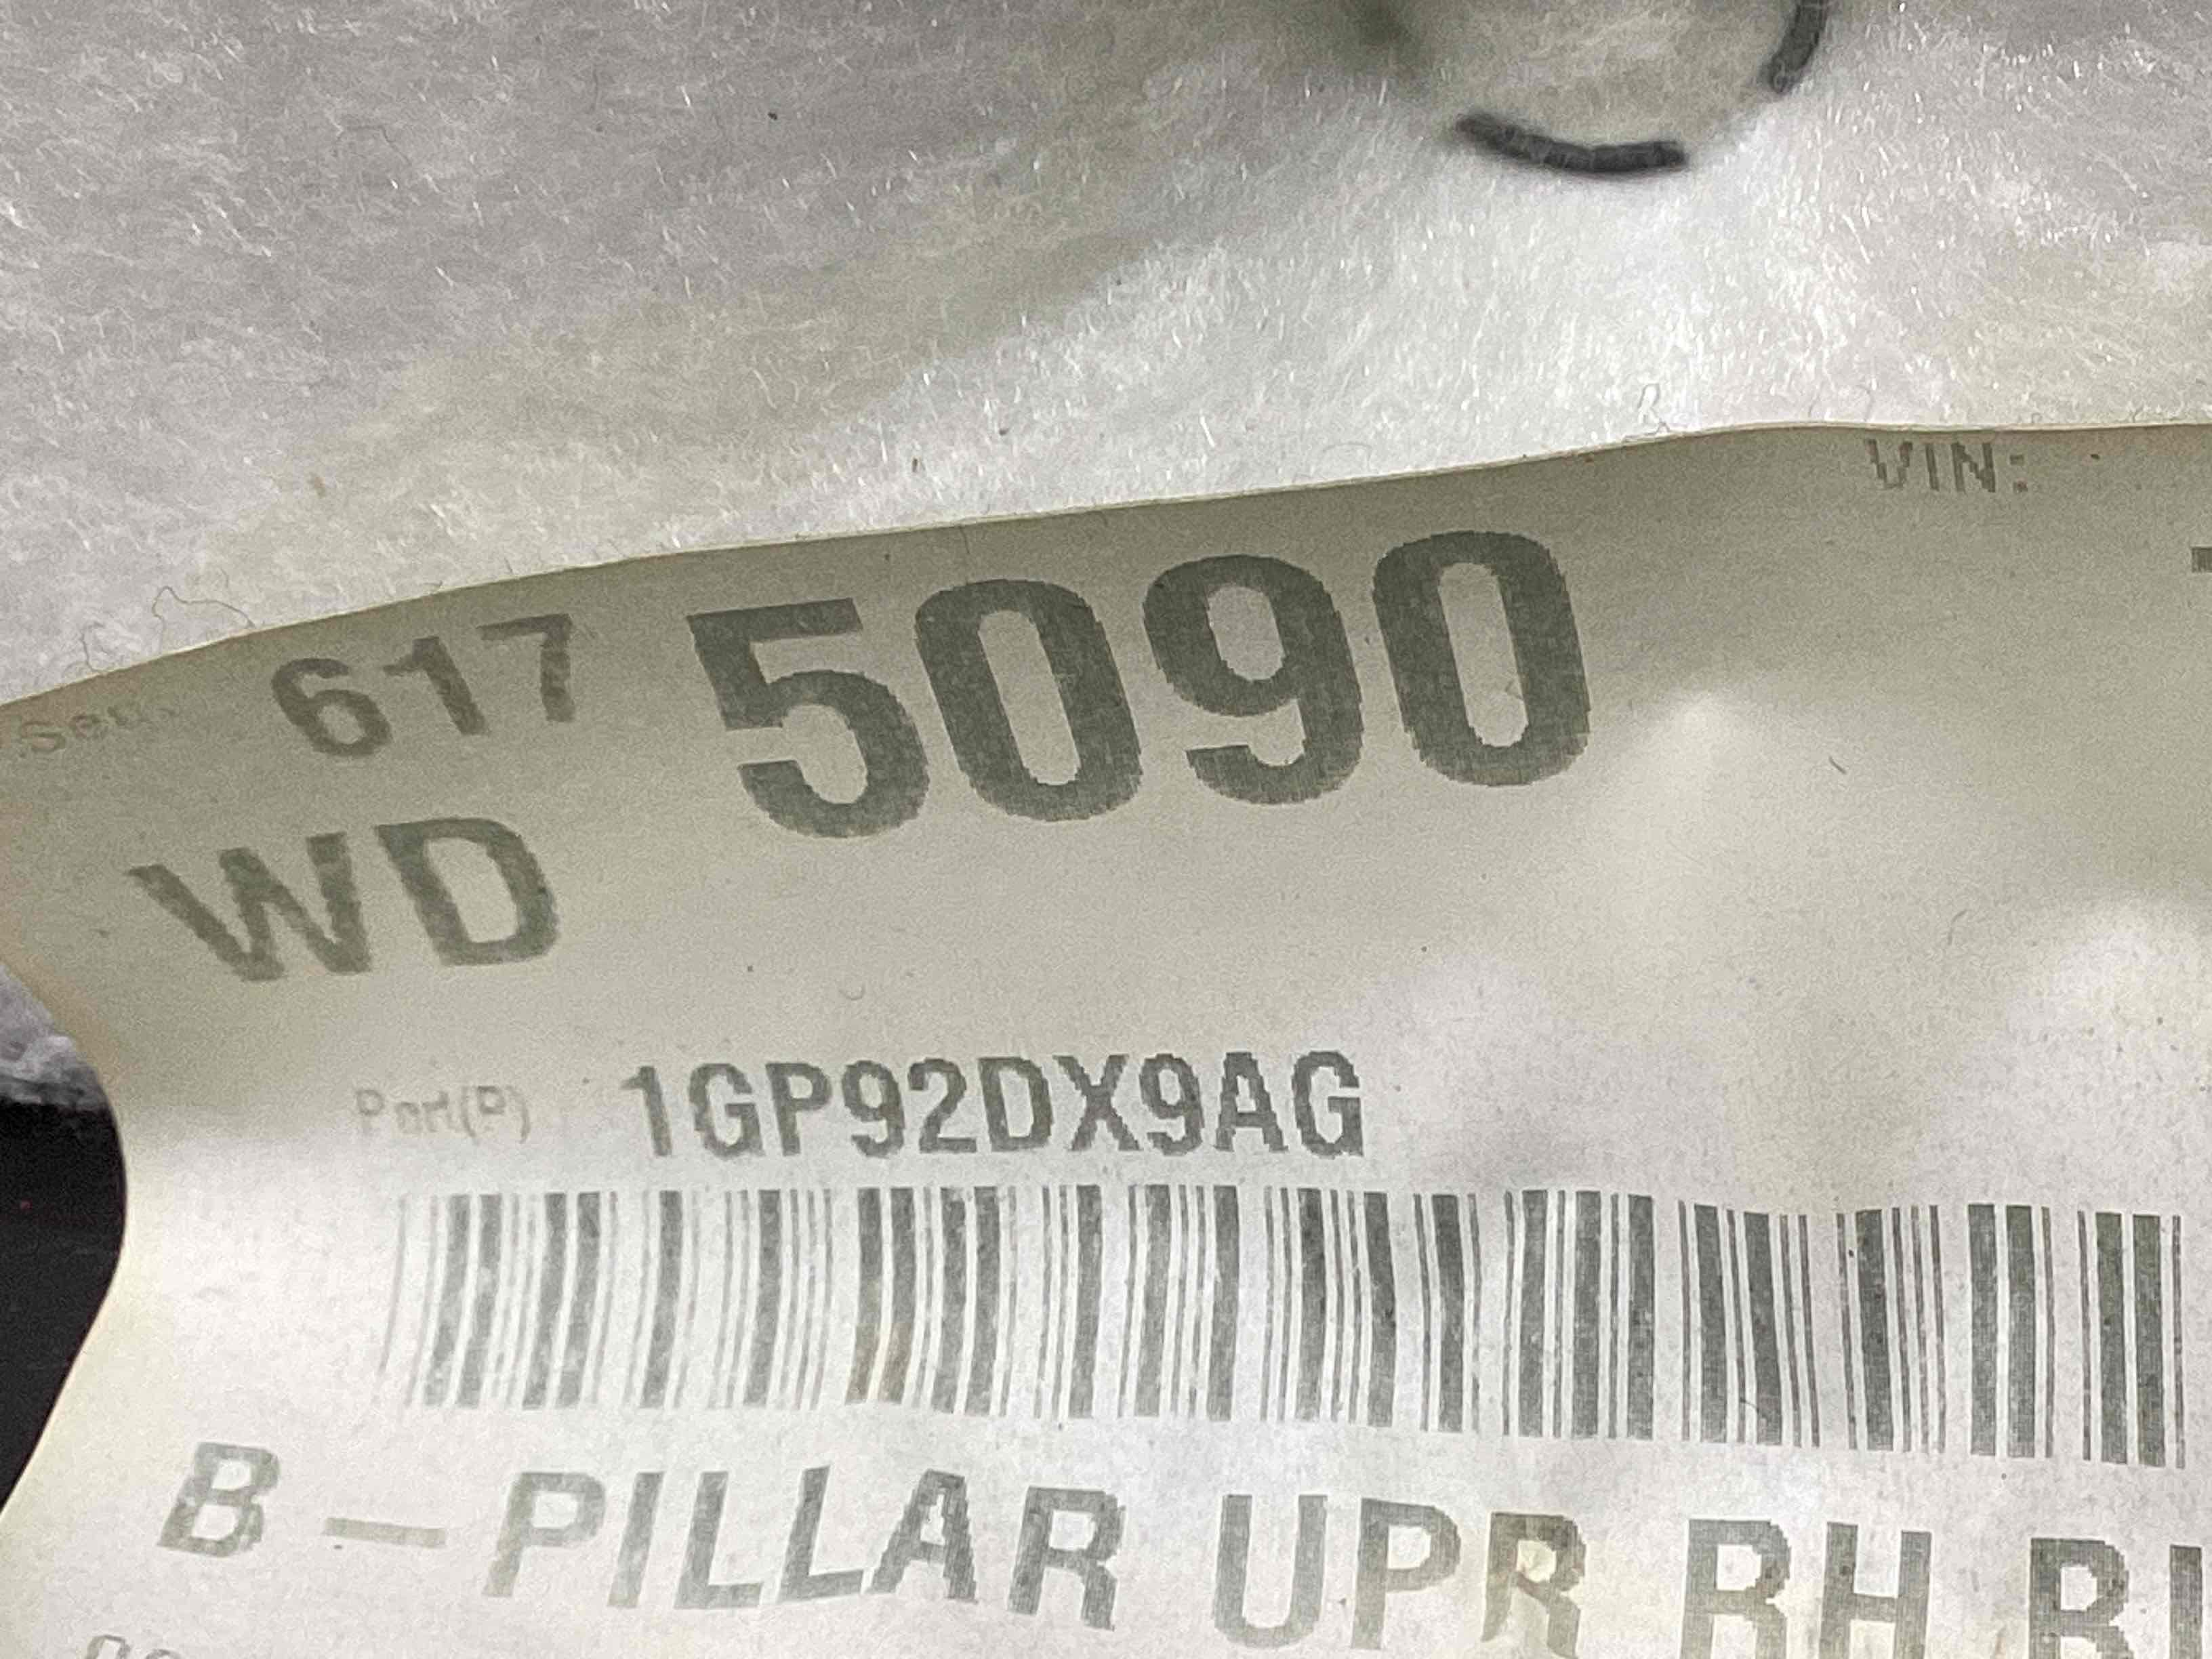 VIN:
617 5090
WD
Part(P) 1GP92DX9AG
B-PILLAR UPR RH